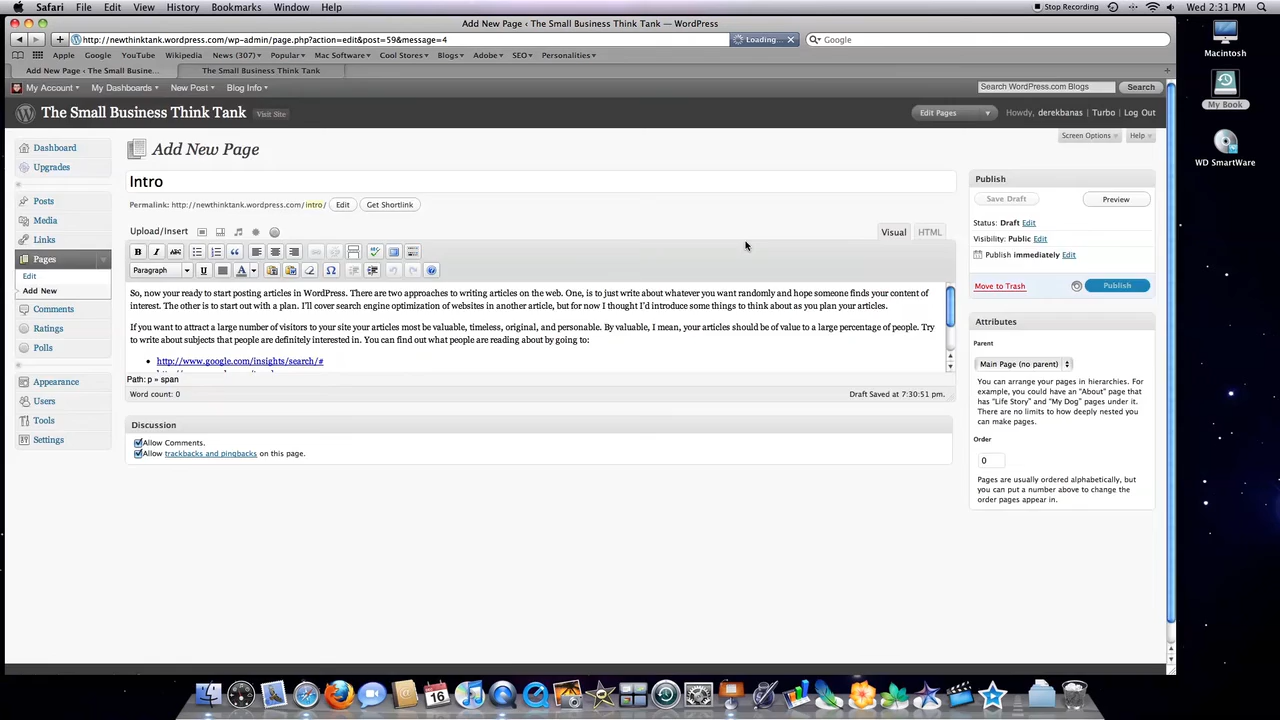 Safari File Edit View History Bookmarks Window Help Stop Recording Wed 2:31 PM
Add New Page ‹ The Small Business Think Tank — WordPress
http://newthinktank.wordpress.com/wp-admin/page.php?action=edit&post=59&message=4 Loading... Google
Apple Google YouTube Wikipedia News (307) Popular Mac Software Cool Stores Blogs Adobe SEO Personalities
Add New Page ‹ The Small Busine... The Small Business Think Tank
My Account My Dashboards New Post Blog Info Search WordPress.com Blogs Search
The Small Business Think Tank Visit Site Edit Pages Howdy, derekbanas Turbo Log Out
Screen Options Help
Add New Page
Dashboard
Upgrades
Posts
Media
Links
Pages
Edit
Add New
Comments
Ratings
Polls
Appearance
Users
Tools
Settings
Intro
Permalink: http://newthinktank.wordpress.com/intro/ Edit Get Shortlink
Upload/Insert Visual HTML
B I ABC
Paragraph U A
So, now your ready to start posting articles in WordPress. There are two approaches to writing articles on the web. One, is to just write about whatever you want randomly and hope someone finds your content of
interest. The other is to start out with a plan. I'll cover search engine optimization of websites in another article, but for now I thought I'd introduce some things to think about as you plan your articles.
If you want to attract a large number of visitors to your site your articles most be valuable, timeless, original, and personable. By valuable, I mean, your articles should be of value to a large percentage of people. Try
to write about subjects that people are definitely interested in. You can find out what people are reading about by going to:
http://www.google.com/insights/search/#
Path: p » span
Word count: 0 Draft Saved at 7:30:51 pm.
Discussion
Allow Comments.
Allow trackbacks and pingbacks on this page.
Publish
Save Draft Preview
Status: Draft Edit
Visibility: Public Edit
Publish immediately Edit
Move to Trash Publish
Attributes
Parent
Main Page (no parent)
You can arrange your pages in hierarchies. For
example, you could have an "About" page that
has "Life Story" and "My Dog" pages under it.
There are no limits to how deeply nested you
can make pages.
Order
0
Pages are usually ordered alphabetically, but
you can put a number above to change the
order pages appear in.
Macintosh
My Book
WD SmartWare
16